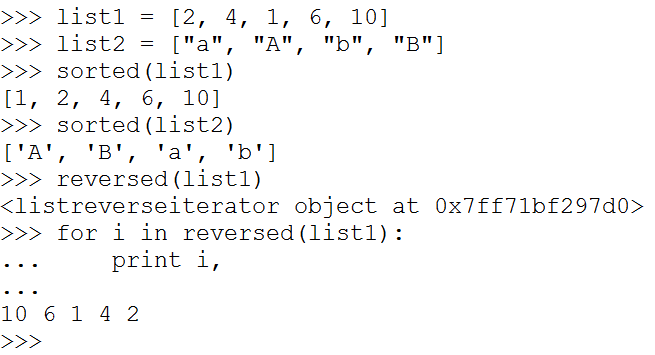 >>> list1 = [2, 4, 1, 6, 10]
>>> list2 = ["a", "A", "b", "B"]
>>> sorted(list1)
[1, 2, 4, 6, 10]
>>> sorted(list2)
['A', 'B', 'a', 'b']
>>> reversed(list1)
<listreverseiterator object at 0x7ff71bf297d0>
>>> for i in reversed(list1):
...     print i,
...
10 6 1 4 2
>>>